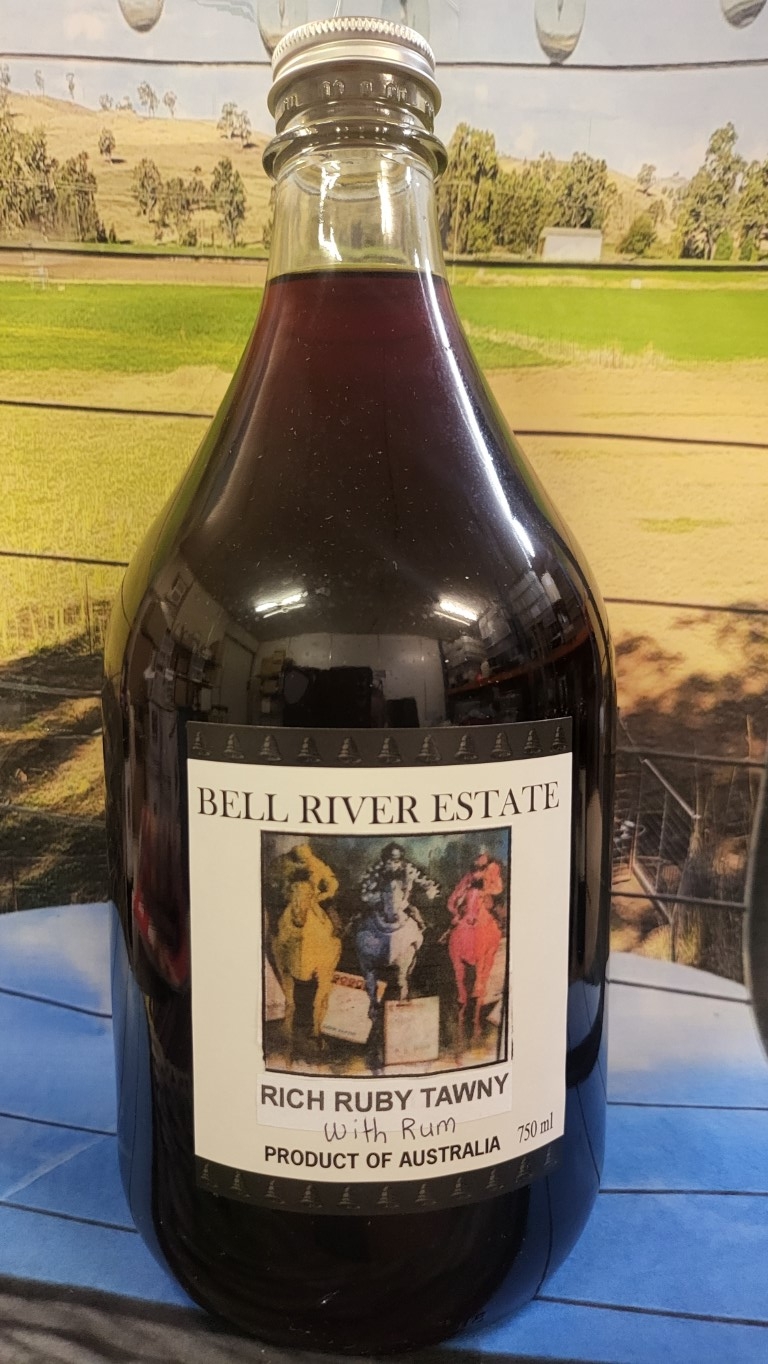 BELL RIVER ESTATE
RICH RUBY TAWNY
With Rum
750 ml
PRODUCT OF AUSTRALIA